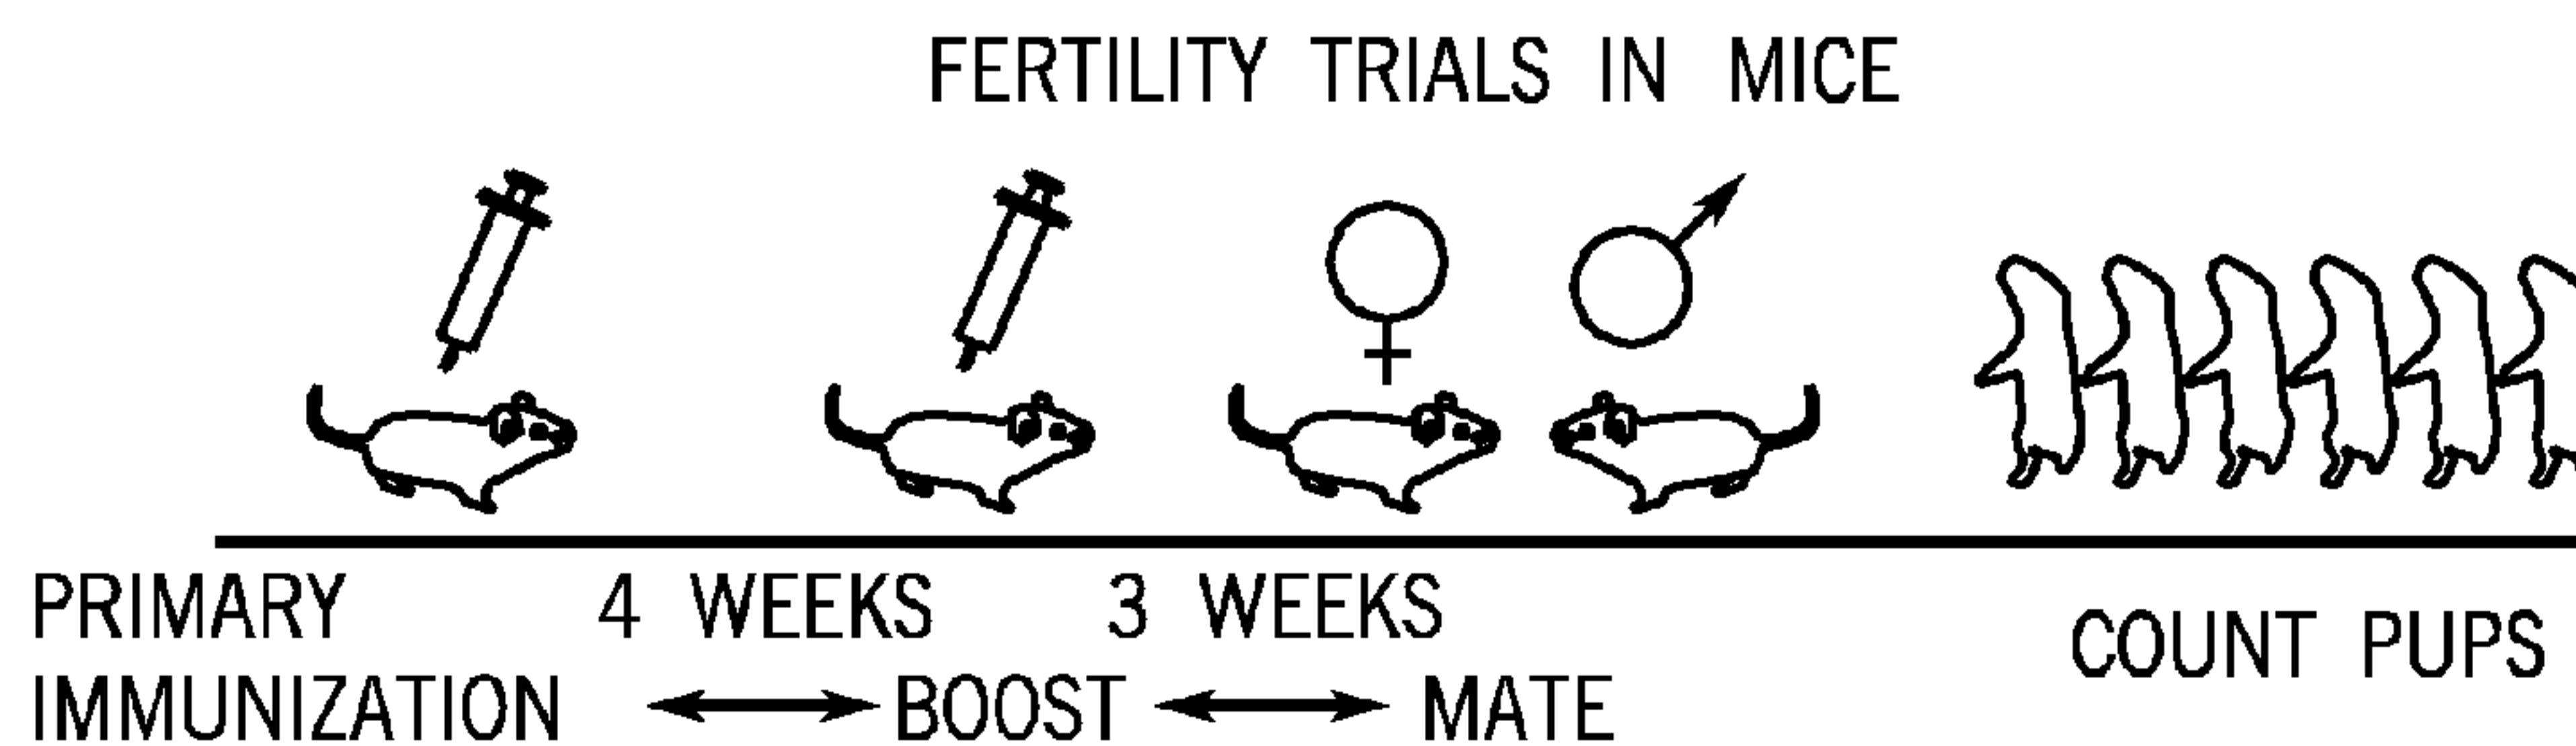 FERTILITY TRIALS IN MICE
PRIMARY 4 WEEKS 3 WEEKS
COUNT PUPS
IMMUNIZATION BOOST MATE